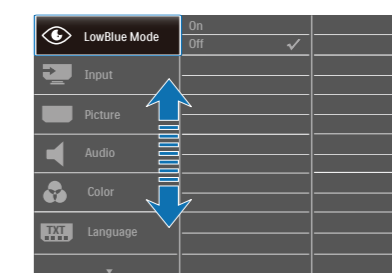 LowBlue Mode
On
Off
Input
Picture
Audio
Color
TXT
Language